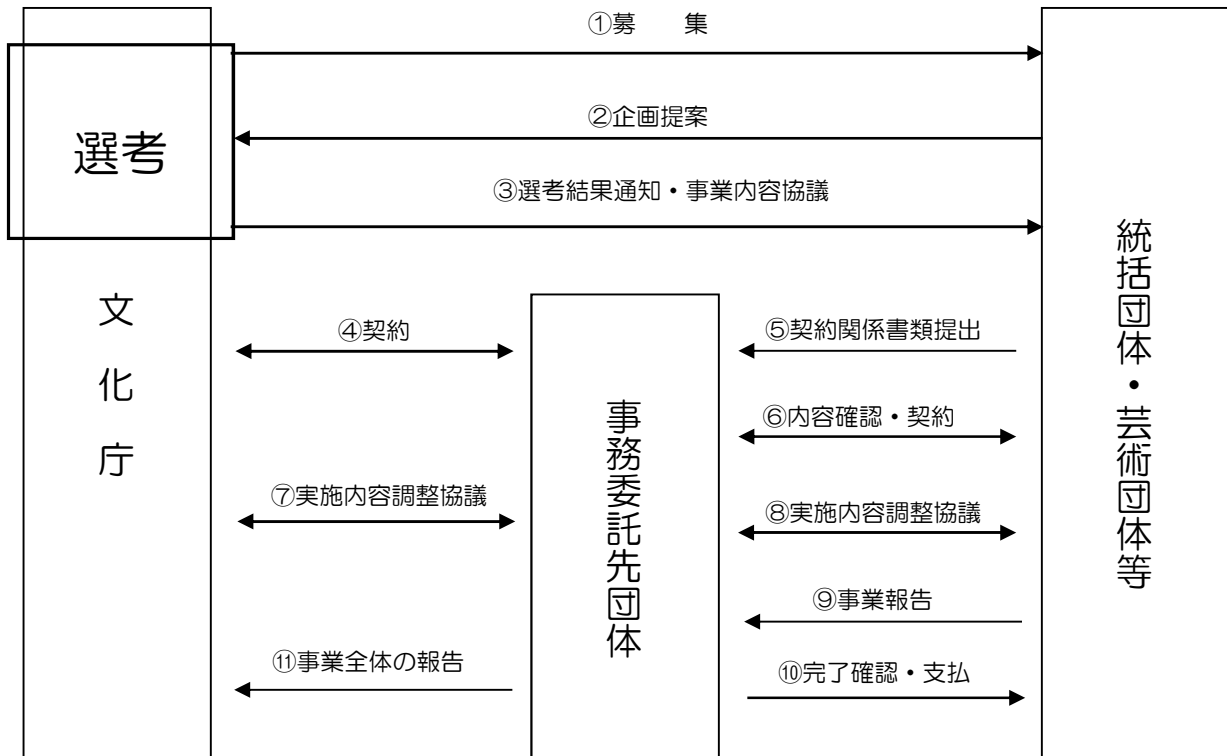 ①募　　集
②企画提案
選考
③選考結果通知・事業内容協議
文化庁
統括団体・芸術団体等
④契約
⑤契約関係書類提出
⑥内容確認・契約
事務委託先団体
⑦実施内容調整協議
⑧実施内容調整協議
⑨事業報告
⑪事業全体の報告
⑩完了確認・支払